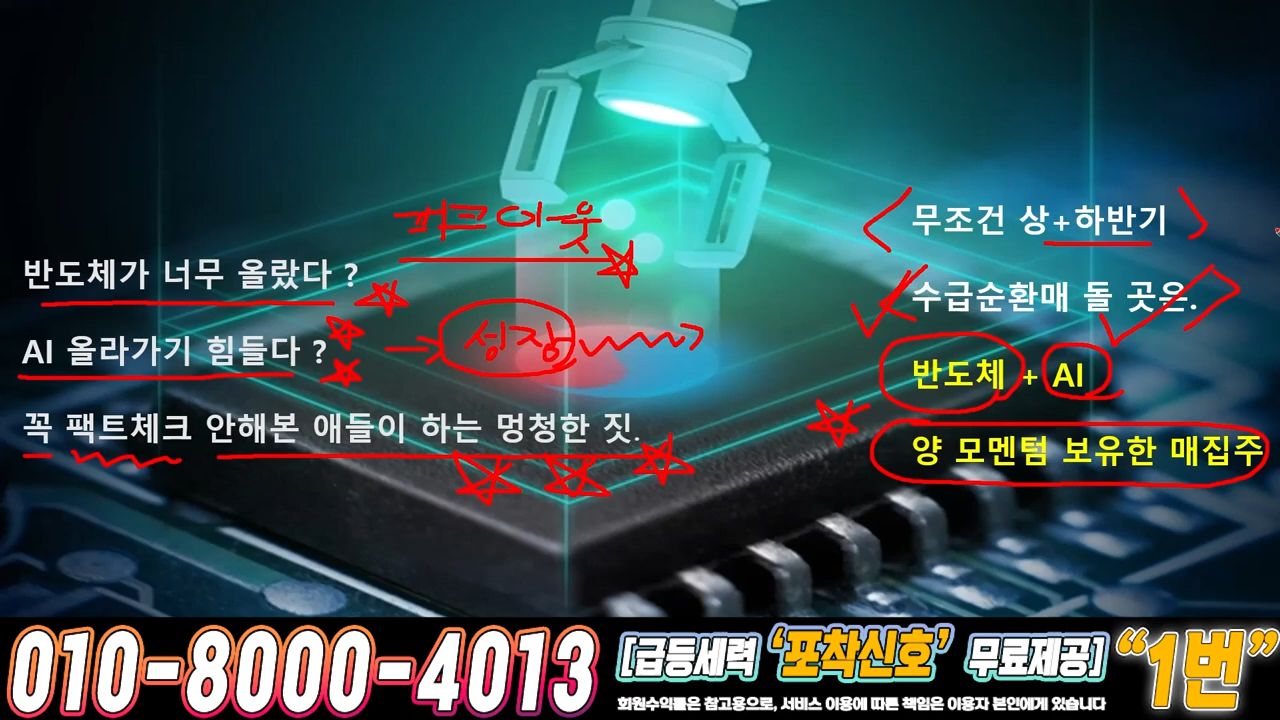 피크아웃
반도체가 너무 올랐다 ?
AI 올라가기 힘들다 ?
성장
꼭 팩트체크 안해본 애들이 하는 멍청한 짓.
무조건 상+하반기
수급순환매 돌 곳은.
반도체 + AI
양 모멘텀 보유한 매집주
010-8000-4013
[급등세력 ‘포착신호’ 무료제공] “1번”
회원수익률은 참고용으로, 서비스 이용에 따른 책임은 이용자 본인에게 있습니다